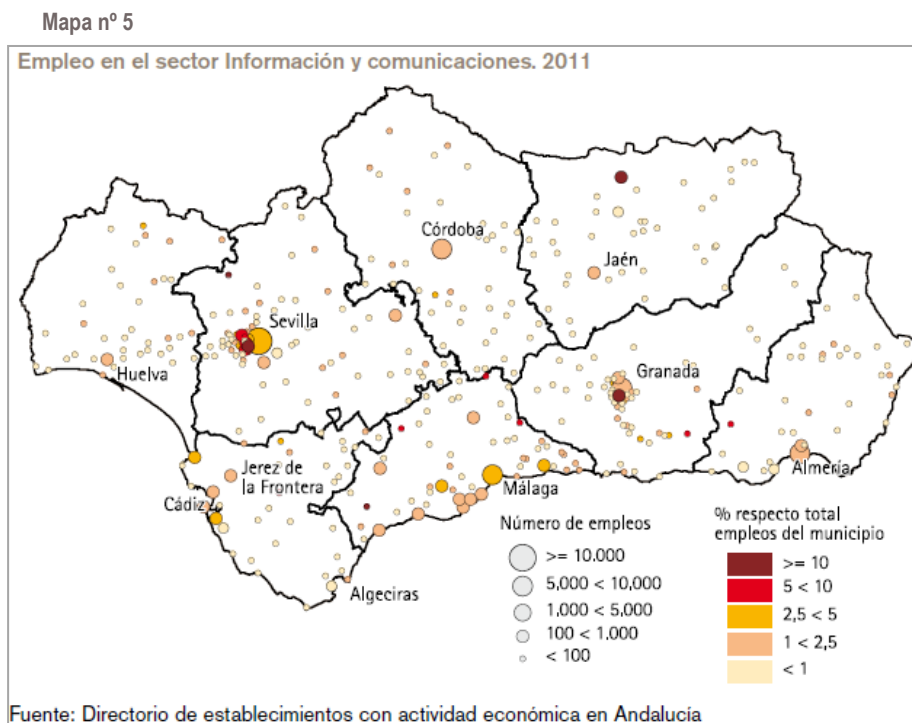 Mapa nº 5
Empleo en el sector Información y comunicaciones. 2011
Córdoba
Jaén
Sevilla
Huelva
Granada
Jerez de
la Frontera
Cádiz
Málaga
Almería
Algeciras
Número de empleos
>= 10.000
5,000 < 10,000
1,000 < 5,000
100 < 1.000
< 100
% respecto total
empleos del municipio
>= 10
5 < 10
2,5 < 5
1 < 2,5
< 1
Fuente: Directorio de establecimientos con actividad económica en Andalucía